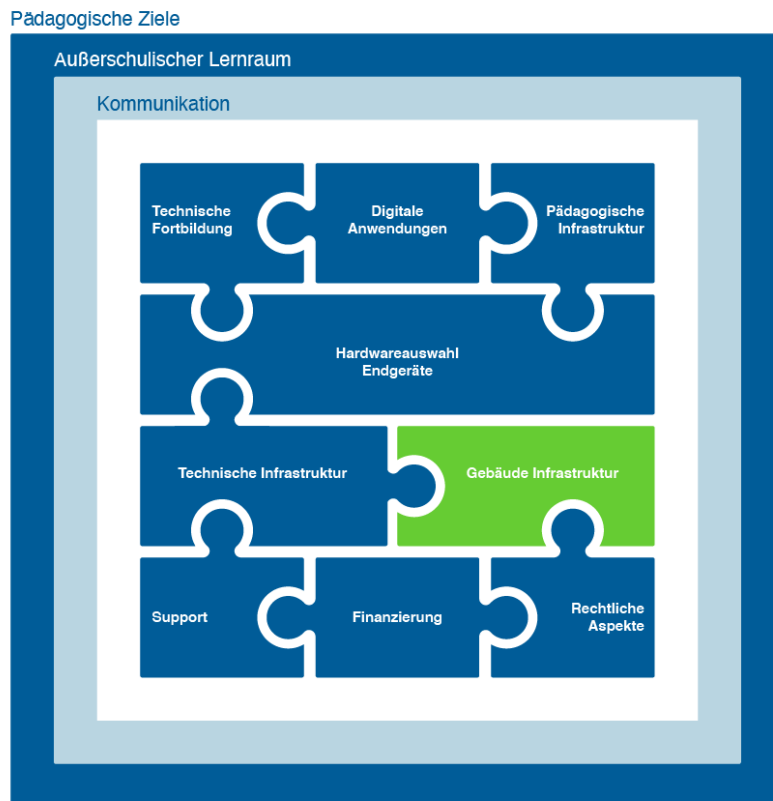 Pädagogische Ziele
Außerschulischer Lernraum
Kommunikation
Technische
Fortbildung
Digitale
Anwendungen
Pädagogische
Infrastruktur
Hardwareauswahl
Endgeräte
Technische Infrastruktur
Gebäude Infrastruktur
Support
Finanzierung
Rechtliche
Aspekte